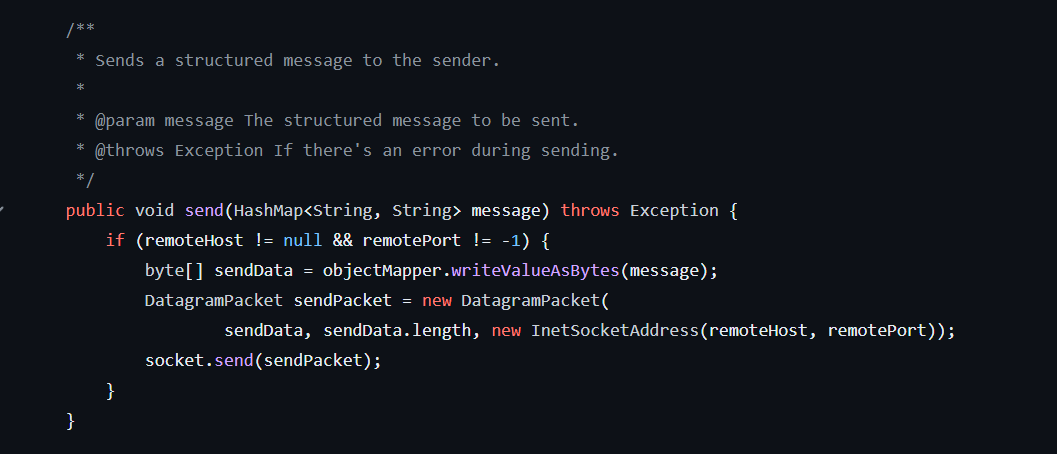 /**
 * Sends a structured message to the sender.
 *
 * @param message The structured message to be sent.
 * @throws Exception If there's an error during sending.
 */
public void send(HashMap<String, String> message) throws Exception {
    if (remoteHost != null && remotePort != -1) {
        byte[] sendData = objectMapper.writeValueAsBytes(message);
        DatagramPacket sendPacket = new DatagramPacket(
                sendData, sendData.length, new InetSocketAddress(remoteHost, remotePort));
        socket.send(sendPacket);
    }
}